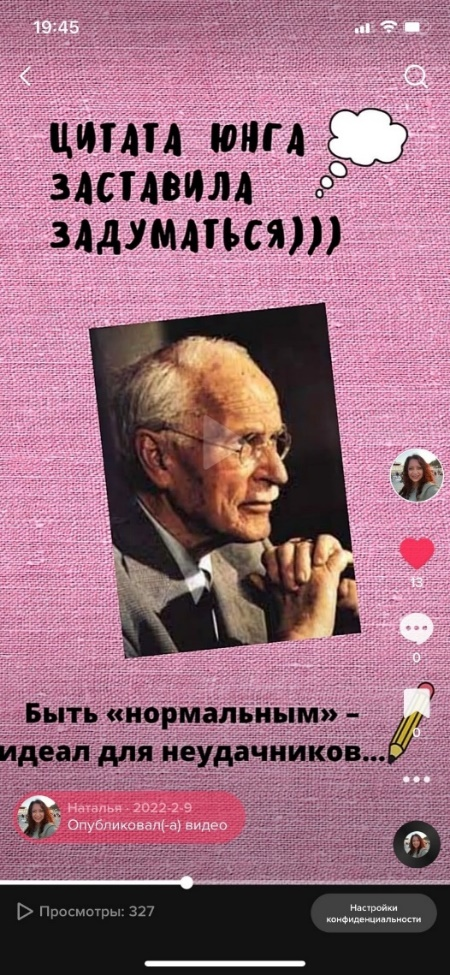 19:45
ЦИТАТА ЮНГА
ЗАСТАВИЛА
ЗАДУМАТЬСЯ)))
13
0
0
Быть «нормальным» –
идеал для неудачников...
Наталья · 2022-2-9
Опубликовал(-а) видео
Просмотры: 327
Настройки
конфиденциальности